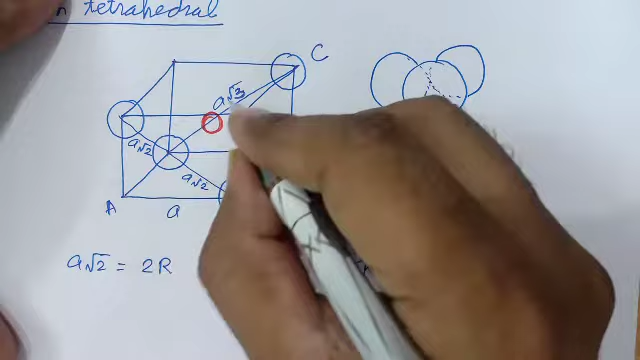 tetrahedral
C
a√3
a√2
a√2
A
a
a√2 = 2R